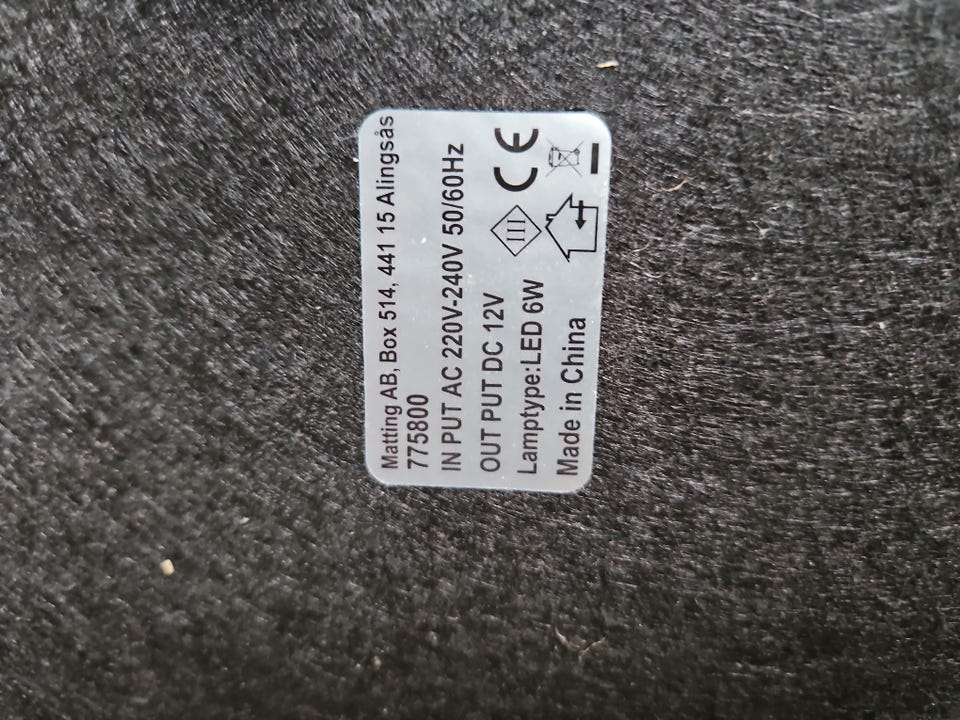 Matting AB, Box 514, 441 15 Alingsås
775800
IN PUT AC 220V-240V 50/60Hz
OUT PUT DC 12V
Lamptype:LED 6W
Made in China
III
CE